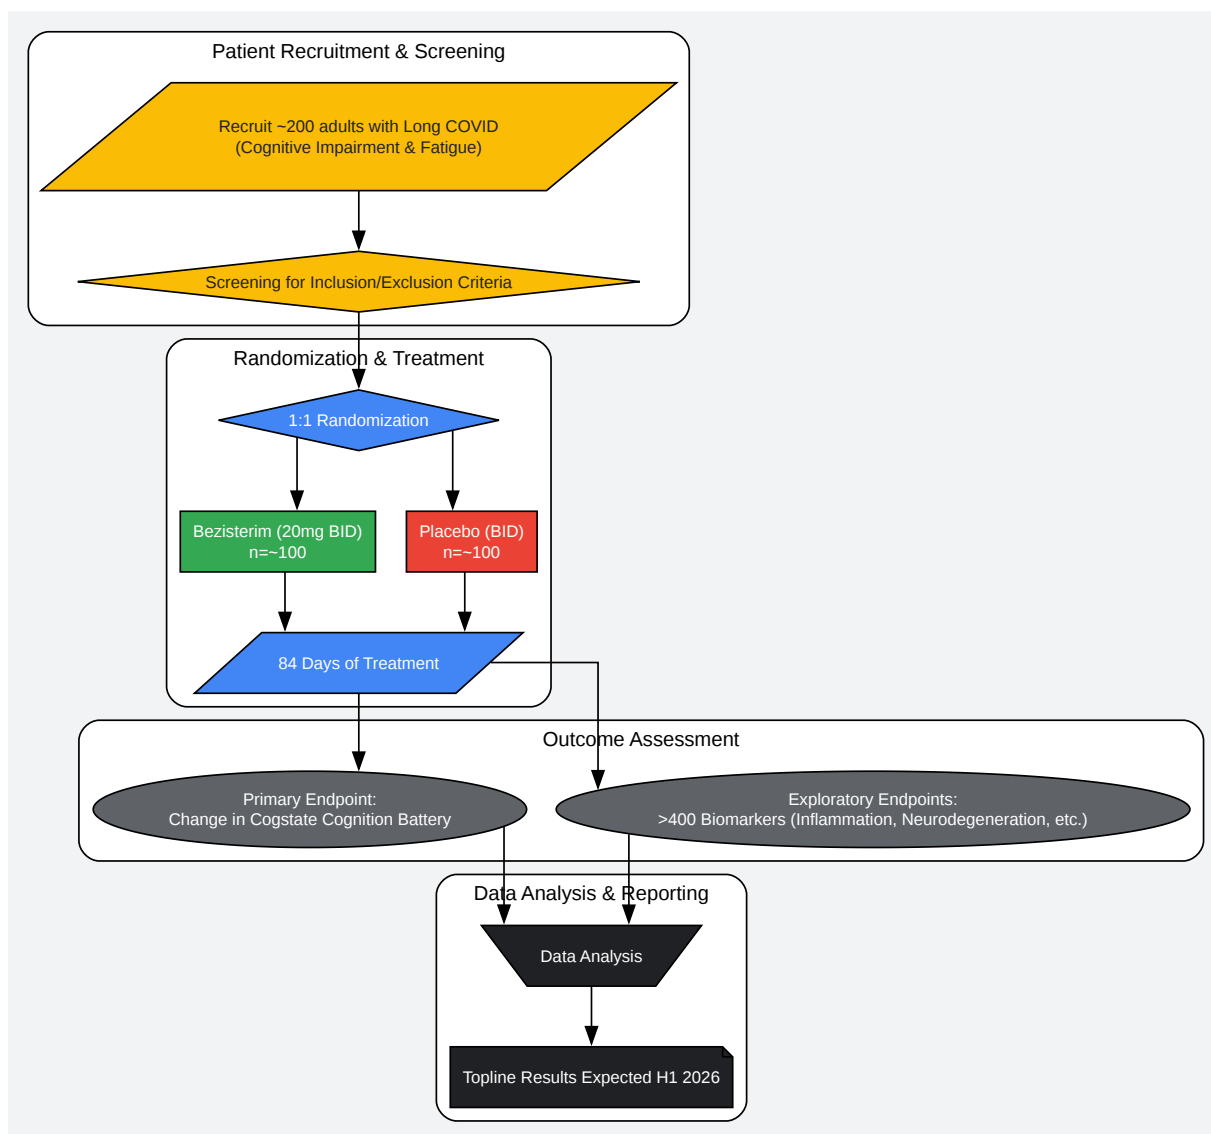 Patient Recruitment & Screening
Recruit ~200 adults with Long COVID
(Cognitive Impairment & Fatigue)
Screening for Inclusion/Exclusion Criteria
Randomization & Treatment
1:1 Randomization
Bezisterim (20mg BID)
n=~100
Placebo (BID)
n=~100
84 Days of Treatment
Outcome Assessment
Primary Endpoint:
Change in Cogstate Cognition Battery
Exploratory Endpoints:
>400 Biomarkers (Inflammation, Neurodegeneration, etc.)
Data Analysis & Reporting
Data Analysis
Topline Results Expected H1 2026